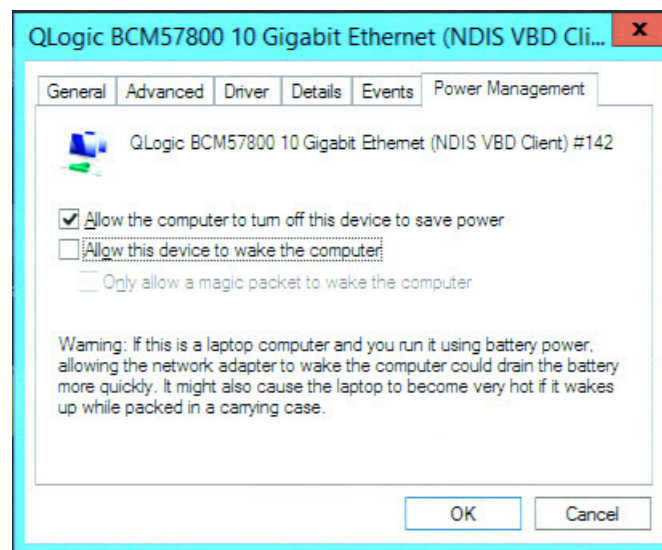 QLogic BCM57800 10 Gigabit Ethernet (NDIS VBD Cli... x
General Advanced Driver Details Events Power Management
QLogic BCM57800 10 Gigabit Ethernet (NDIS VBD Client) #142
Allow the computer to turn off this device to save power
Allow this device to wake the computer
Only allow a magic packet to wake the computer
Warning: If this is a laptop computer and you run it using battery power,
allowing the network adapter to wake the computer could drain the battery
more quickly. It might also cause the laptop to become very hot if it wakes
up while packed in a carrying case.
OK Cancel